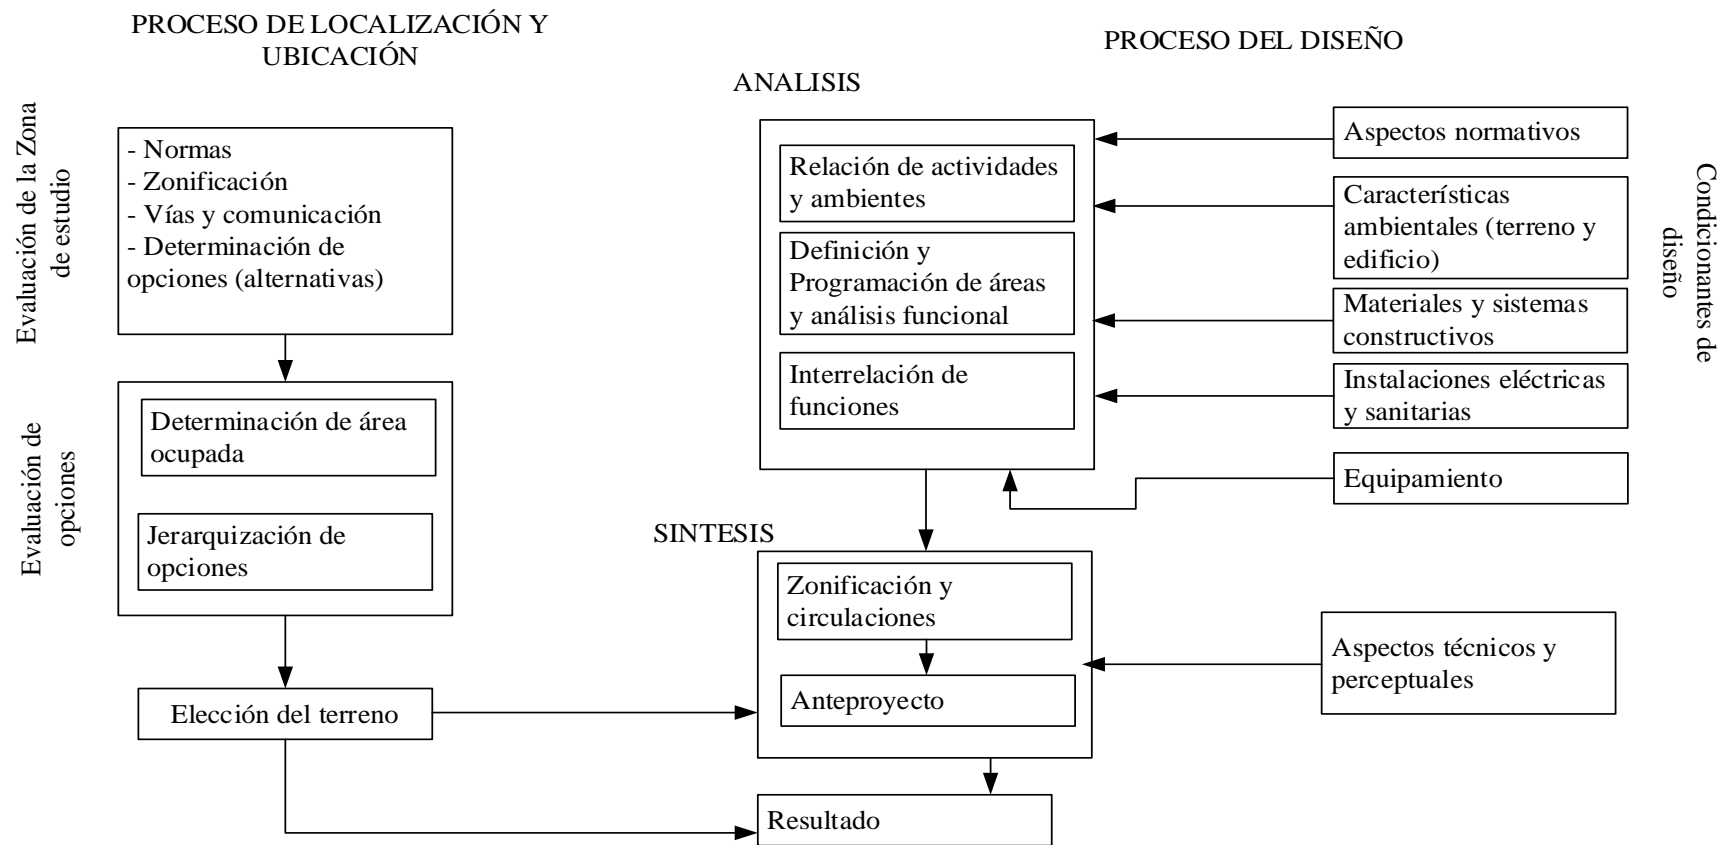 PROCESO DE LOCALIZACIÓN Y
UBICACIÓN
Evaluación de la Zona
de estudio
- Normas
- Zonificación
- Vías y comunicación
- Determinación de
opciones (alternativas)
Evaluación de
opciones
Determinación de área
ocupada
Jerarquización de
opciones
Elección del terreno
PROCESO DEL DISEÑO
ANALISIS
Relación de actividades
y ambientes
Definición y
Programación de áreas
y análisis funcional
Interrelación de
funciones
Aspectos normativos
Características
ambientales (terreno y
edificio)
Materiales y sistemas
constructivos
Instalaciones eléctricas
y sanitarias
Equipamiento
Condicionantes de
diseño
SINTESIS
Zonificación y
circulaciones
Anteproyecto
Aspectos técnicos y
perceptuales
Resultado